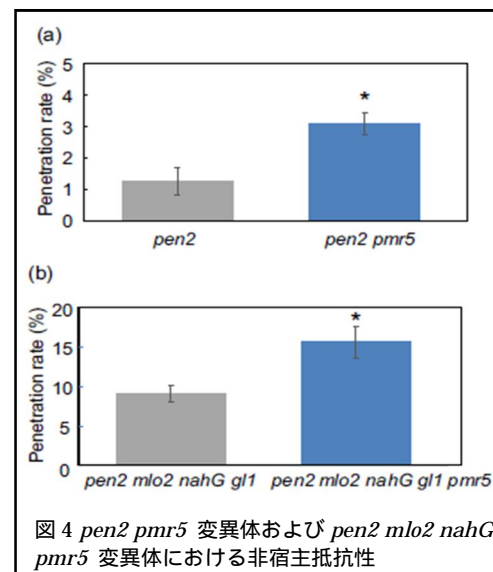 (a)
Penetration rate (%)
5
4
3
2
1
0
*
pen2 pen2 pmr5
(b)
Penetration rate (%)
20
15
10
5
0
*
pen2 mlo2 nahG gl1 pen2 mlo2 nahG gl1 pmr5
図 4 pen2 pmr5 変異体および pen2 mlo2 nahG
pmr5 変異体における非宿主抵抗性